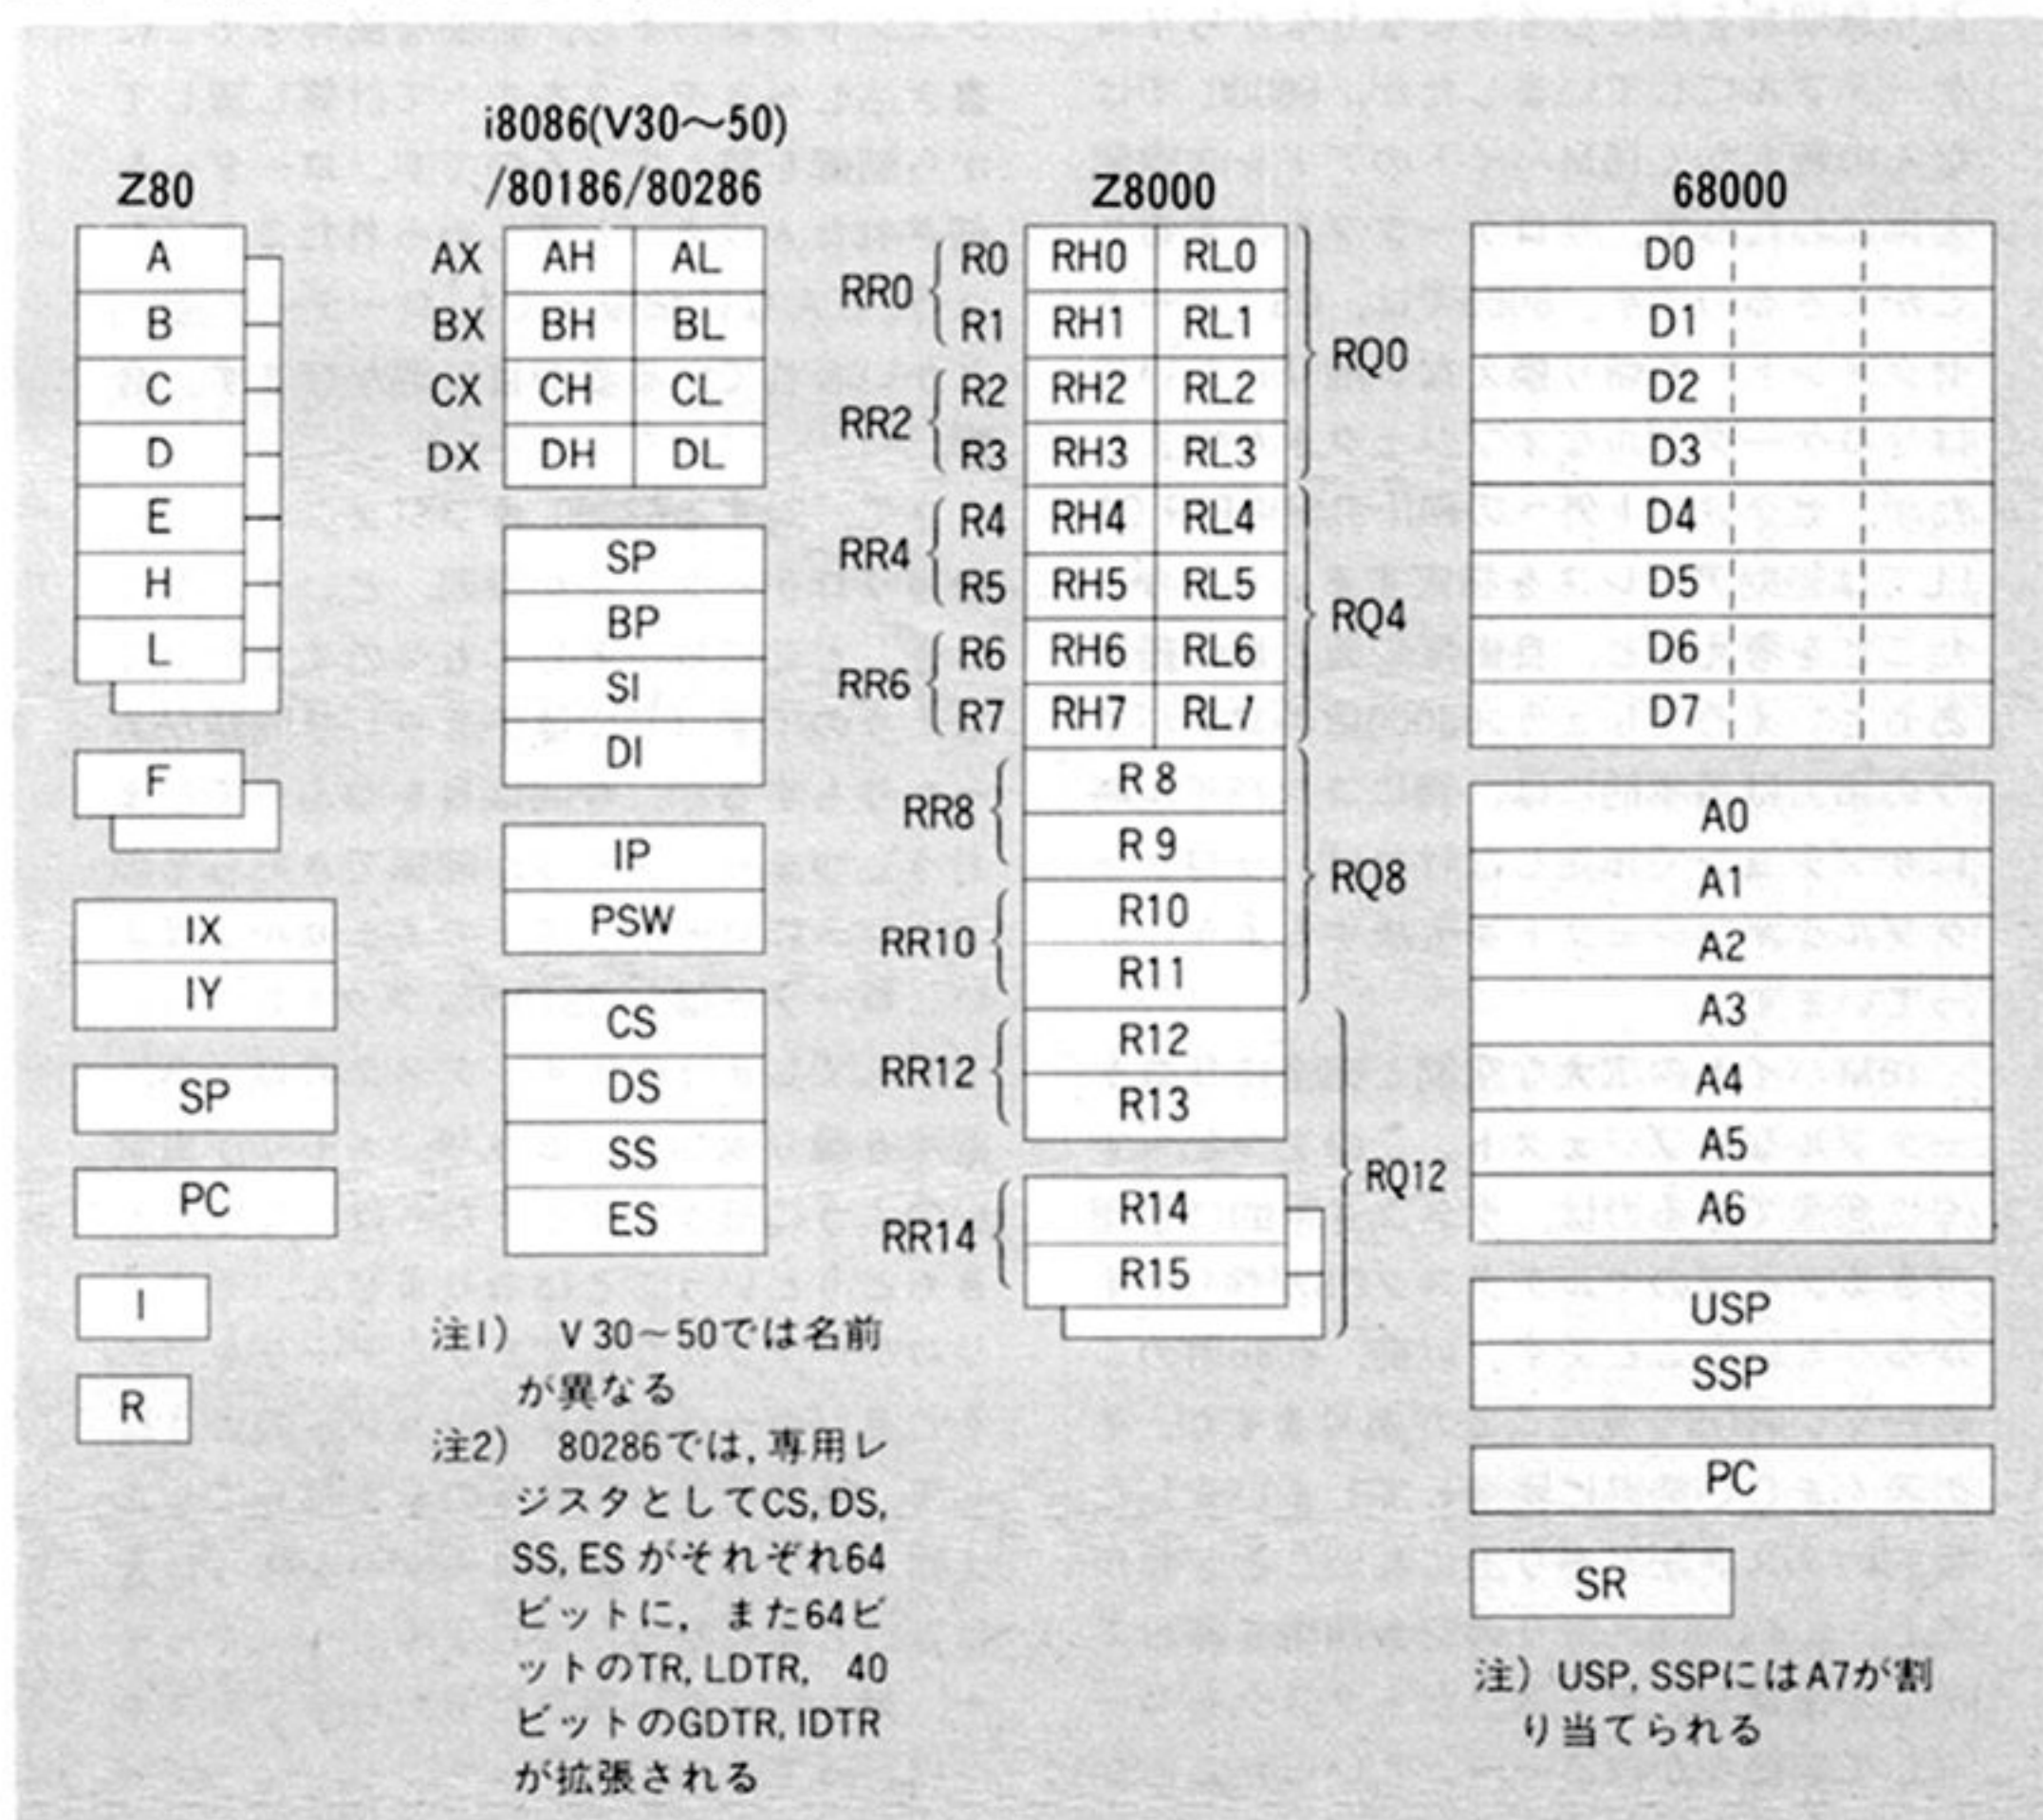 Z80
A
B
C
D
E
H
L
F
IX
IY
SP
PC
I
R
i8086(V30〜50)
/80186/80286
AX AH AL
BX BH BL
CX CH CL
DX DH DL
SP
BP
SI
DI
IP
PSW
CS
DS
SS
ES
注1) V30〜50では名前
が異なる
注2) 80286では,専用レ
ジスタとしてCS, DS,
SS, ES がそれぞれ64
ビットに,また64ビ
ットのTR, LDTR, 40
ビットのGDTR, IDTR
が拡張される
Z8000
RR0 R0 RH0 RL0 RQ0
R1 RH1 RL1
RR2 R2 RH2 RL2
R3 RH3 RL3
RR4 R4 RH4 RL4 RQ4
R5 RH5 RL5
RR6 R6 RH6 RL6
R7 RH7 RL7
RR8 R8 RQ8
R9
RR10 R10
R11
RR12 R12 RQ12
R13
RR14 R14
R15
68000
D0
D1
D2
D3
D4
D5
D6
D7
A0
A1
A2
A3
A4
A5
A6
USP
SSP
PC
SR
注) USP, SSPにはA7が割
り当てられる